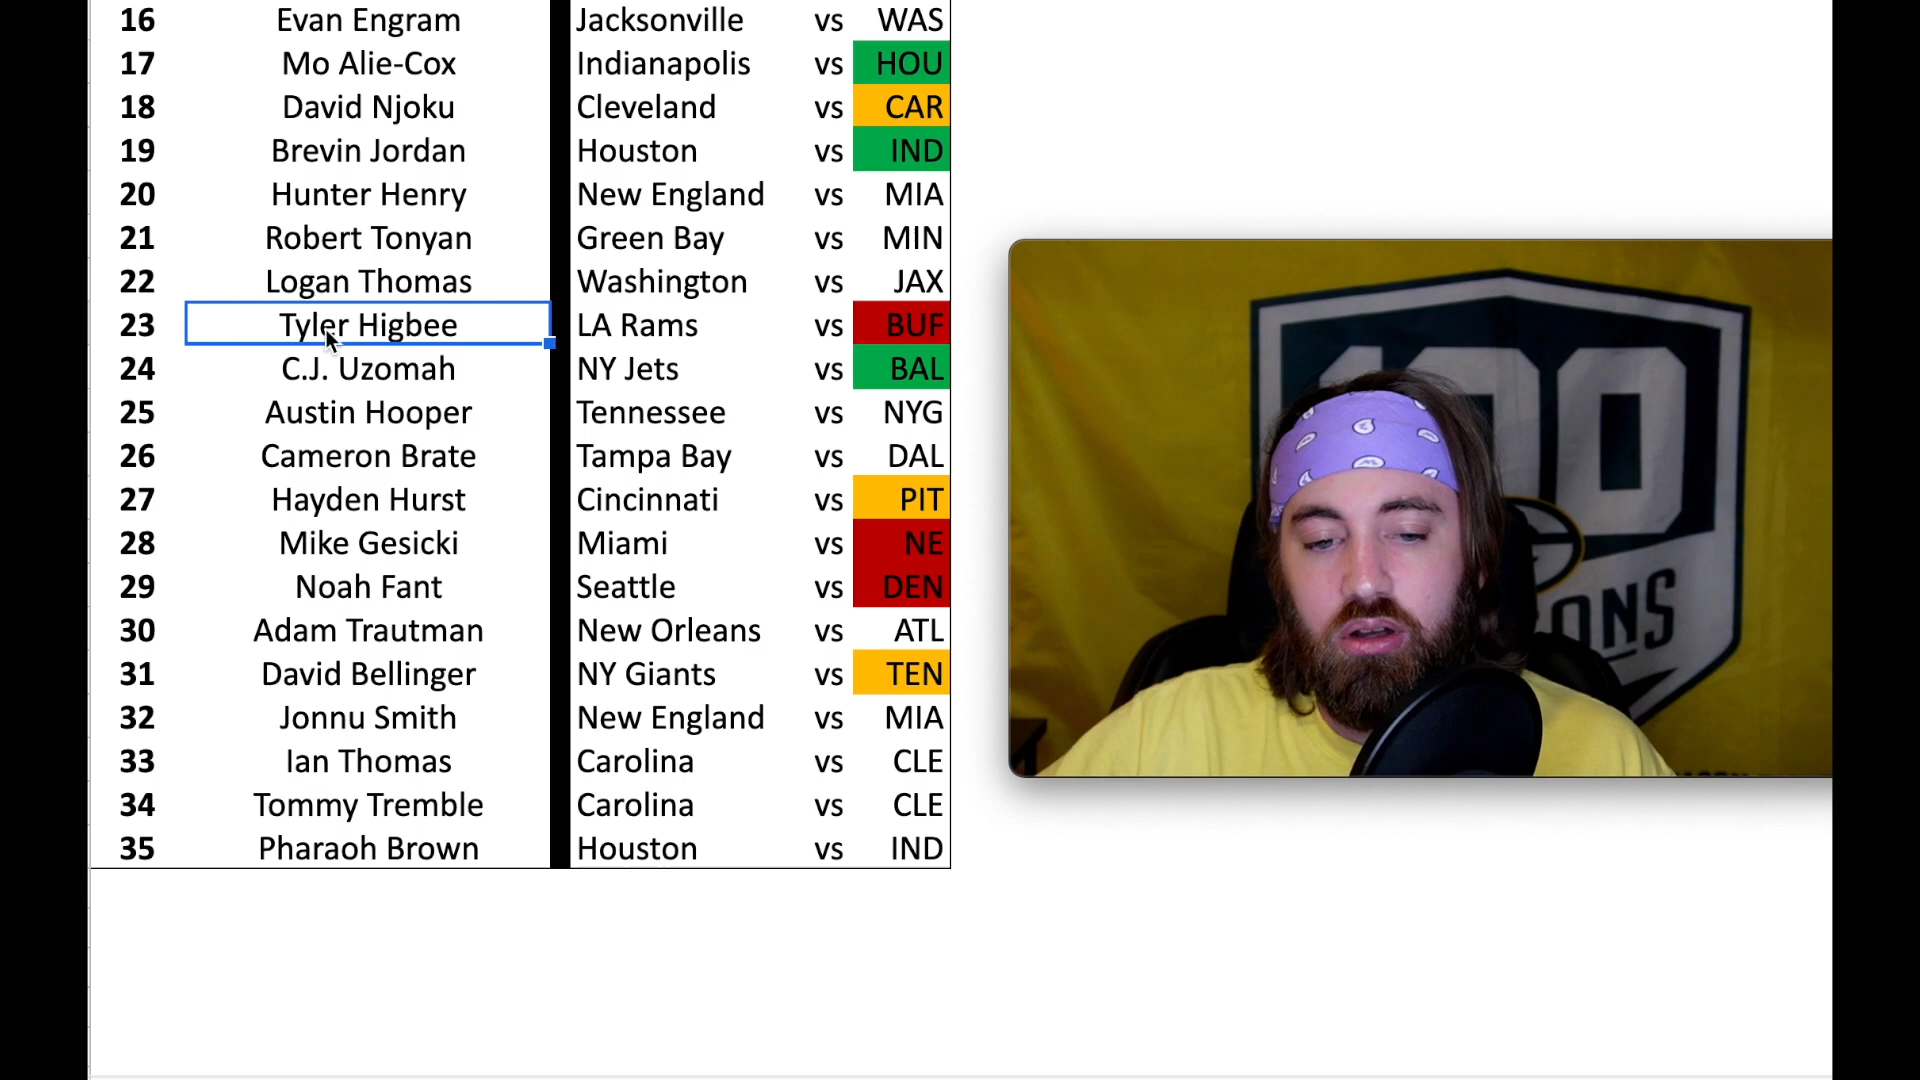 16 Evan Engram Jacksonville vs WAS
17 Mo Alie-Cox Indianapolis vs HOU
18 David Njoku Cleveland vs CAR
19 Brevin Jordan Houston vs IND
20 Hunter Henry New England vs MIA
21 Robert Tonyan Green Bay vs MIN
22 Logan Thomas Washington vs JAX
23 Tyler Higbee LA Rams vs BUF
24 C.J. Uzomah NY Jets vs BAL
25 Austin Hooper Tennessee vs NYG
26 Cameron Brate Tampa Bay vs DAL
27 Hayden Hurst Cincinnati vs PIT
28 Mike Gesicki Miami vs NE
29 Noah Fant Seattle vs DEN
30 Adam Trautman New Orleans vs ATL
31 David Bellinger NY Giants vs TEN
32 Jonnu Smith New England vs MIA
33 Ian Thomas Carolina vs CLE
34 Tommy Tremble Carolina vs CLE
35 Pharaoh Brown Houston vs IND